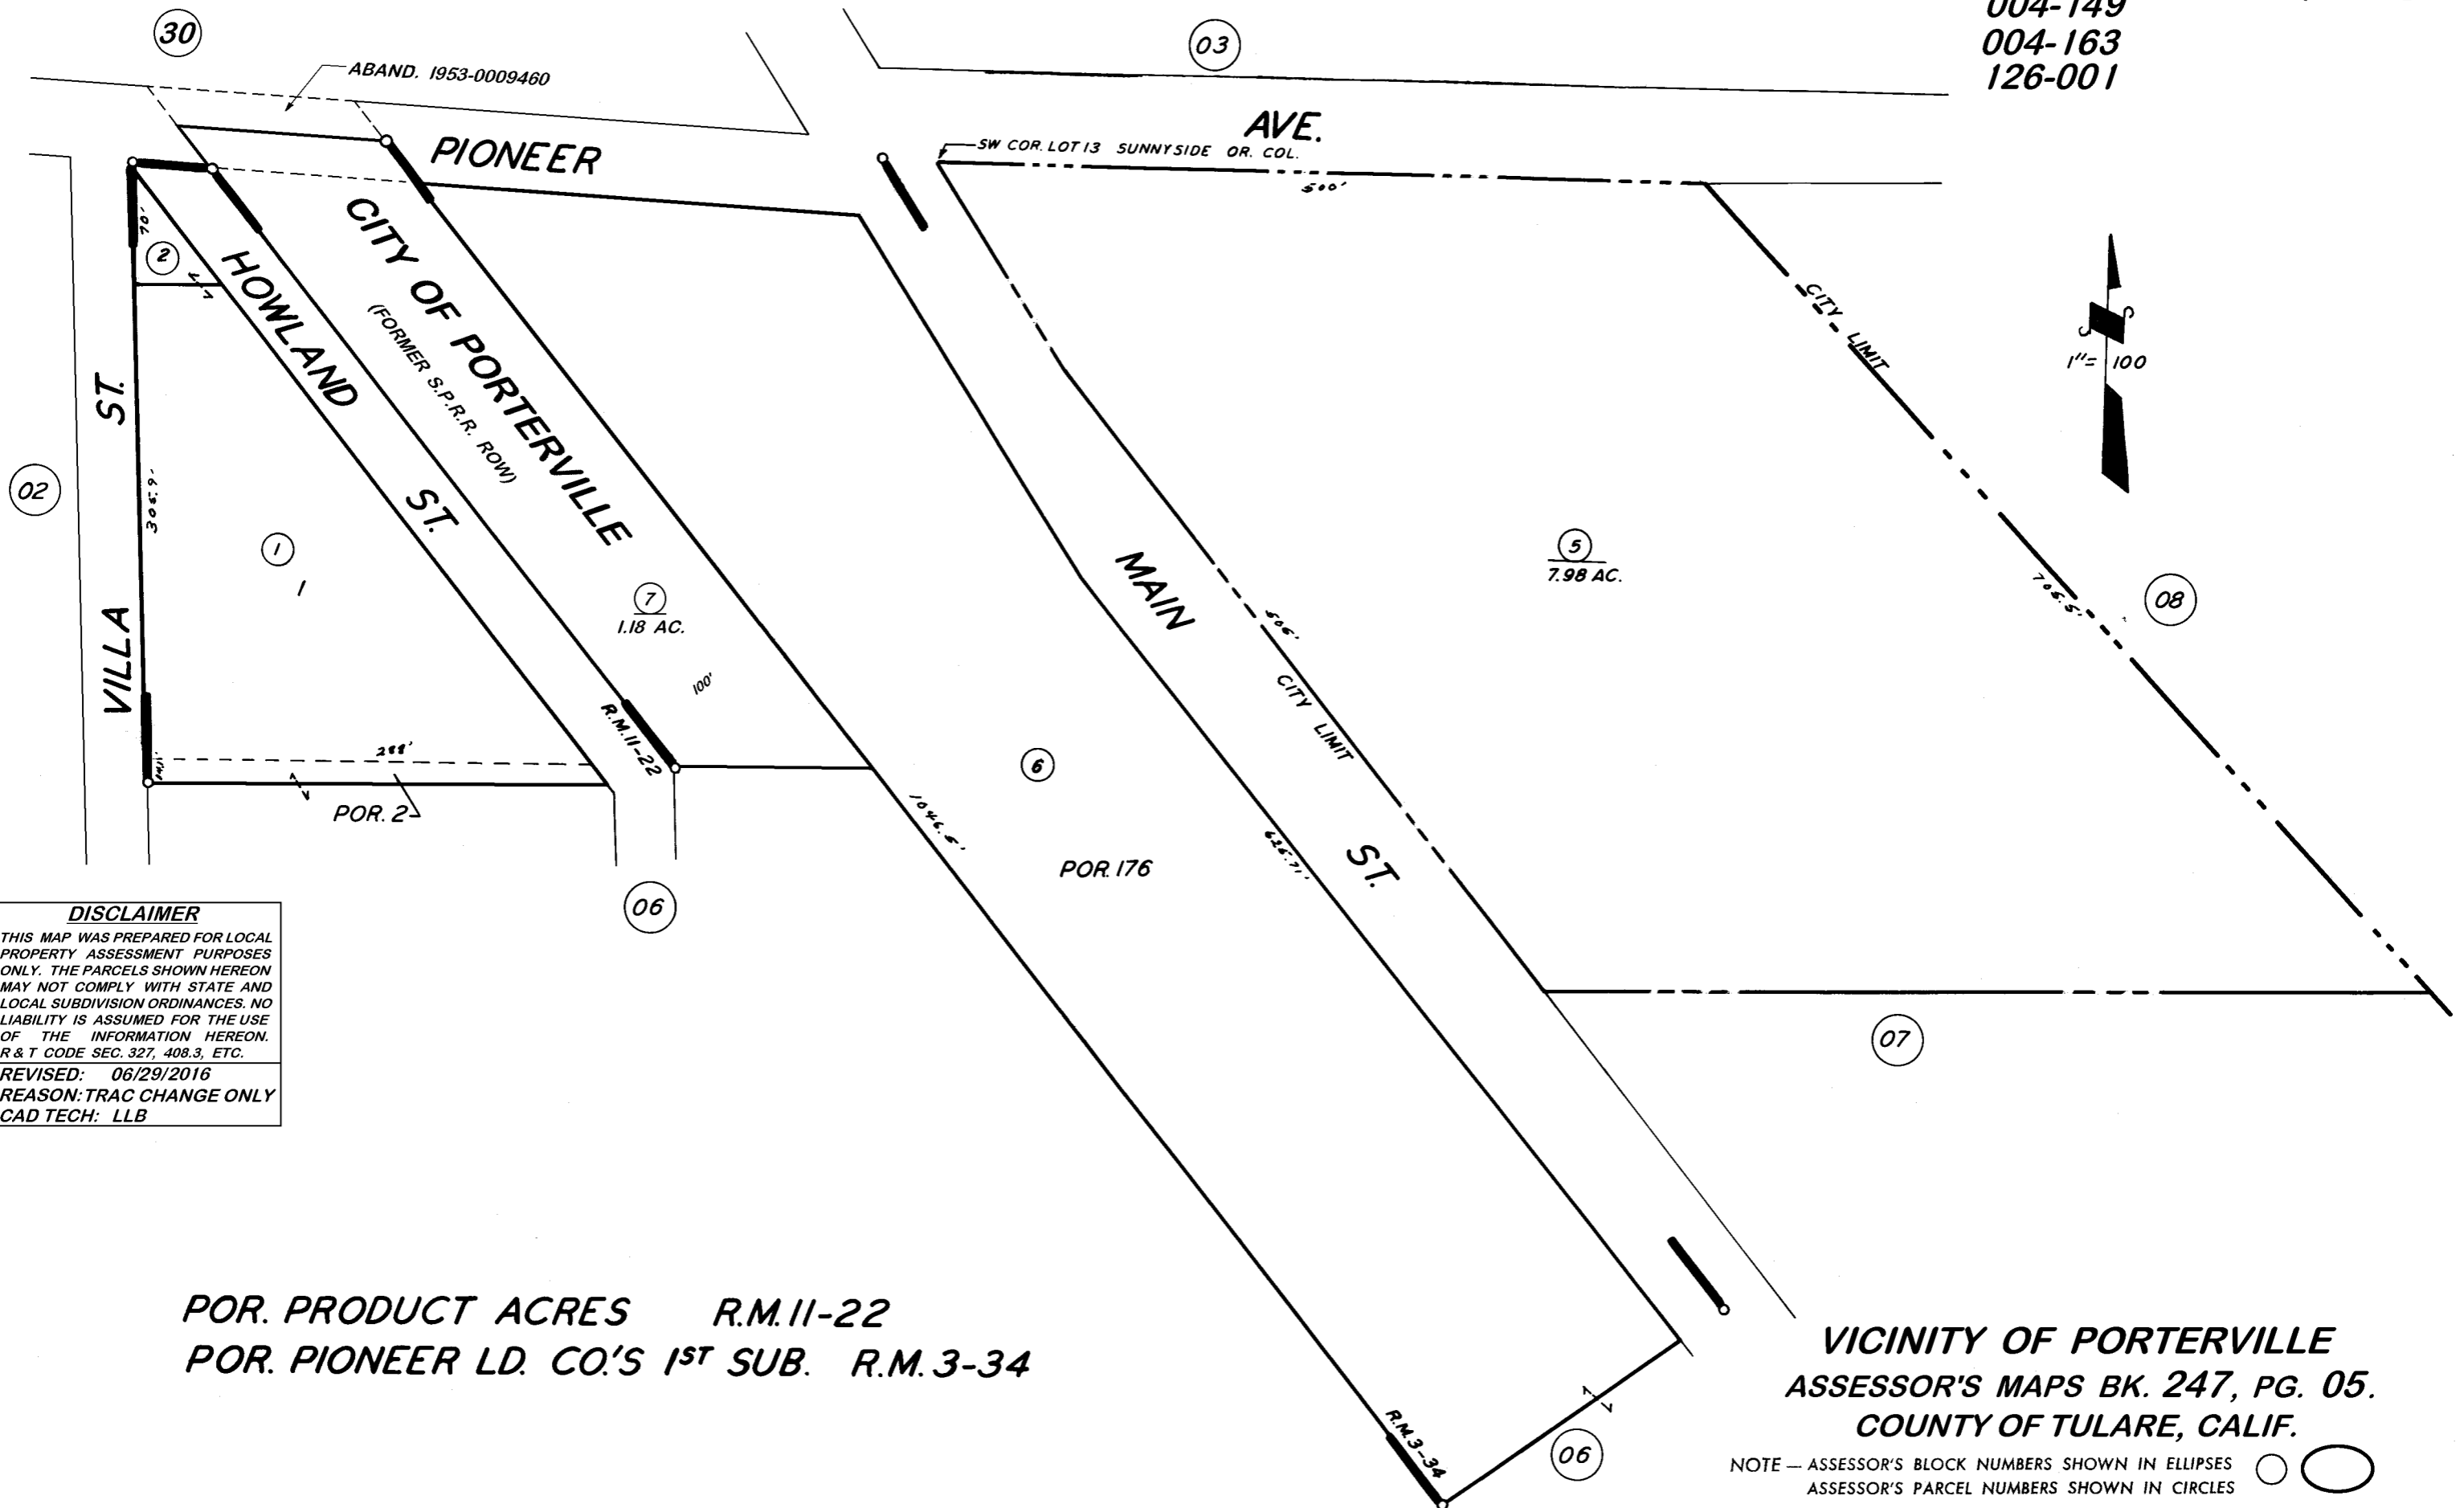 004-149
004-163
126-001
30
03
ABAND. 1953-0009460
PIONEER
AVE.
SW COR. LOT 13 SUNNYSIDE OR. COL.
500'
2
HOWLAND
ST.
CITY OF PORTERVILLE
(FORMER S.P.R.R. ROW)
CITY LIMIT
1"= 100
VILLA ST.
02
305.9'
1
1
7
1.18 AC.
100'
R.M.11-22
288'
POR. 2
06
MAIN
ST.
506'
CITY LIMIT
5
7.98 AC.
705.5'
08
6
1046.5'
626.71'
POR. 176
07
DISCLAIMER
THIS MAP WAS PREPARED FOR LOCAL
PROPERTY ASSESSMENT PURPOSES
ONLY. THE PARCELS SHOWN HEREON
MAY NOT COMPLY WITH STATE AND
LOCAL SUBDIVISION ORDINANCES. NO
LIABILITY IS ASSUMED FOR THE USE
OF THE INFORMATION HEREON.
R & T CODE SEC. 327, 408.3, ETC.
REVISED: 06/29/2016
REASON: TRAC CHANGE ONLY
CAD TECH: LLB
POR. PRODUCT ACRES R.M.11-22
POR. PIONEER LD. CO.'S 1ST SUB. R.M.3-34
R.M.3-34
06
VICINITY OF PORTERVILLE
ASSESSOR'S MAPS BK. 247, PG. 05.
COUNTY OF TULARE, CALIF.
NOTE — ASSESSOR'S BLOCK NUMBERS SHOWN IN ELLIPSES
ASSESSOR'S PARCEL NUMBERS SHOWN IN CIRCLES